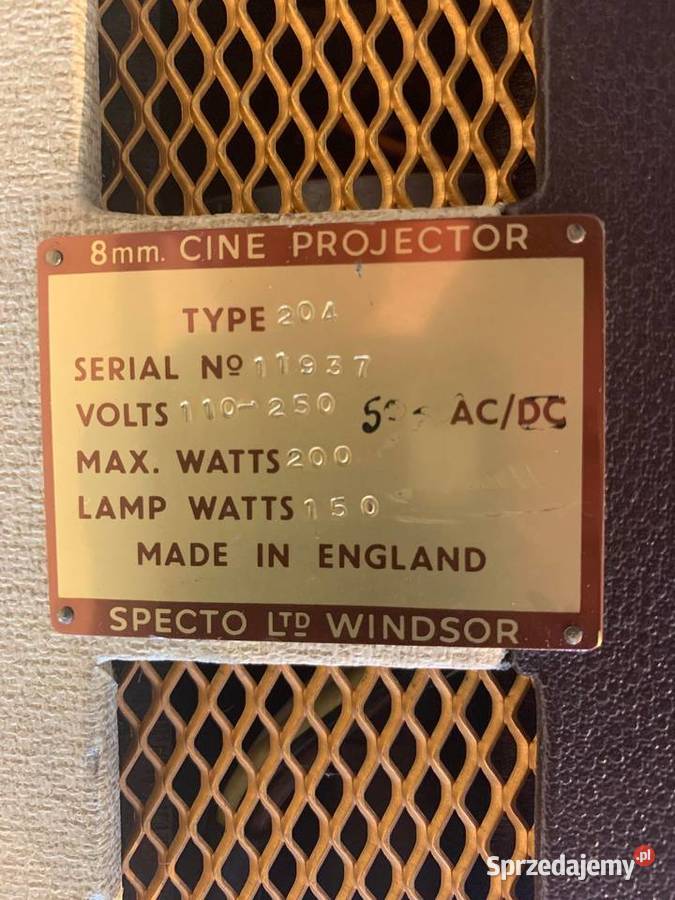 8mm. CINE PROJECTOR
TYPE 204
SERIAL Nº 11937
VOLTS 110-250 AC/DC
MAX. WATTS 200
LAMP WATTS 150
MADE IN ENGLAND
SPECTO LTD WINDSOR
Sprzedajemy.pl